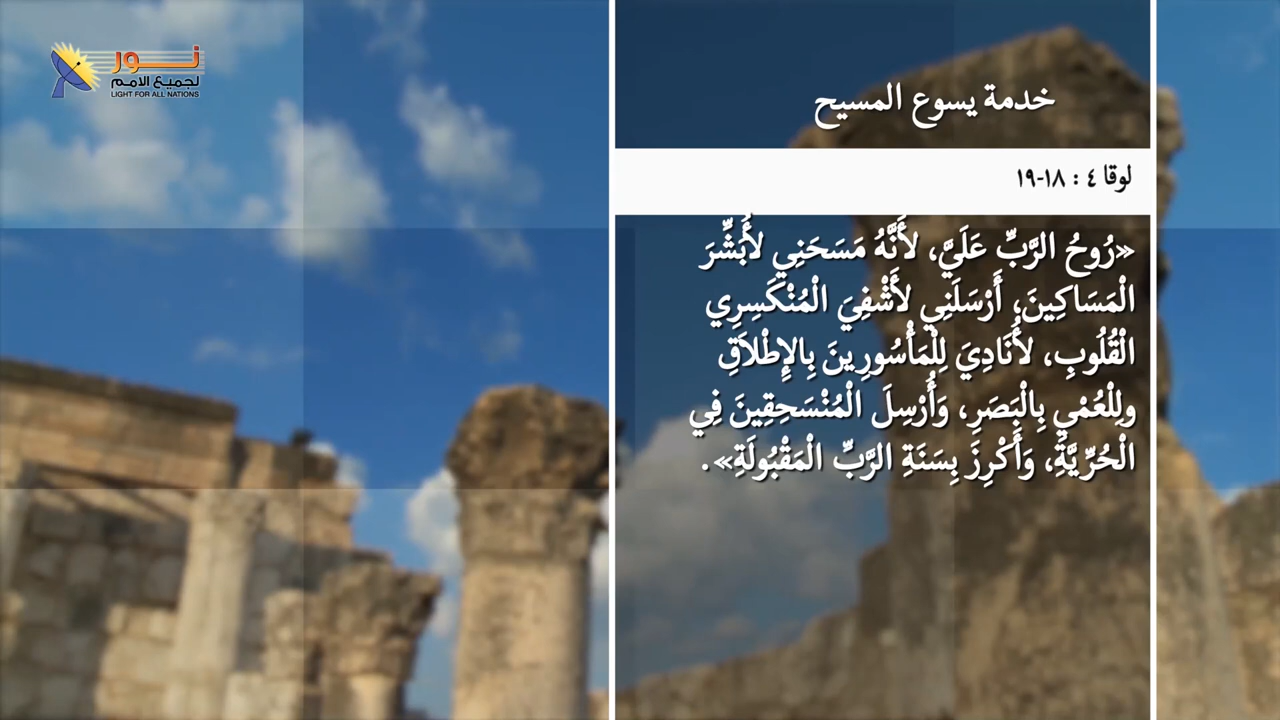 نور
لجميع الامم
LIGHT FOR ALL NATIONS
خدمة يسوع المسيح
لوقا ٤ : ١٨-١٩
«رُوحُ الرَّبِّ عَلَيَّ، لأَنَّهُ مَسَحَنِي لأُبَشِّرَ
الْمَسَاكِينَ، أَرْسَلَنِي لأَشْفِيَ الْمُنْكَسِرِي
الْقُلُوبِ، لأُنَادِيَ لِلْمَأْسُورِينَ بِالإِطْلاَقِ
ولِلْعُمْيِ بِالْبَصَرِ، وَأُرْسِلَ الْمُنْسَحِقِينَ فِي
الْحُرِّيَّةِ، وَأَكْرِزَ بِسَنَةِ الرَّبِّ الْمَقْبُولَةِ».